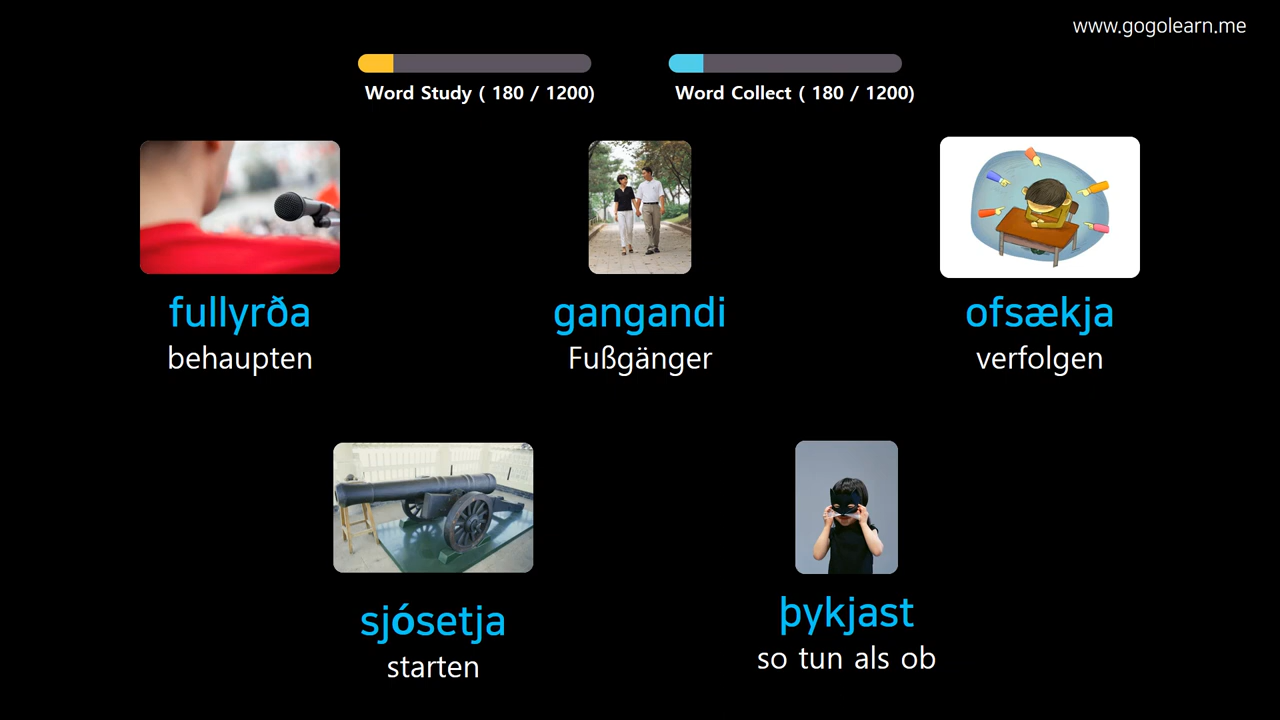 www.gogolearn.me
Word Study ( 180 / 1200)
Word Collect ( 180 / 1200)
fullyrða
behaupten
gangandi
Fußgänger
ofsækja
verfolgen
sjósetja
starten
þykjast
so tun als ob